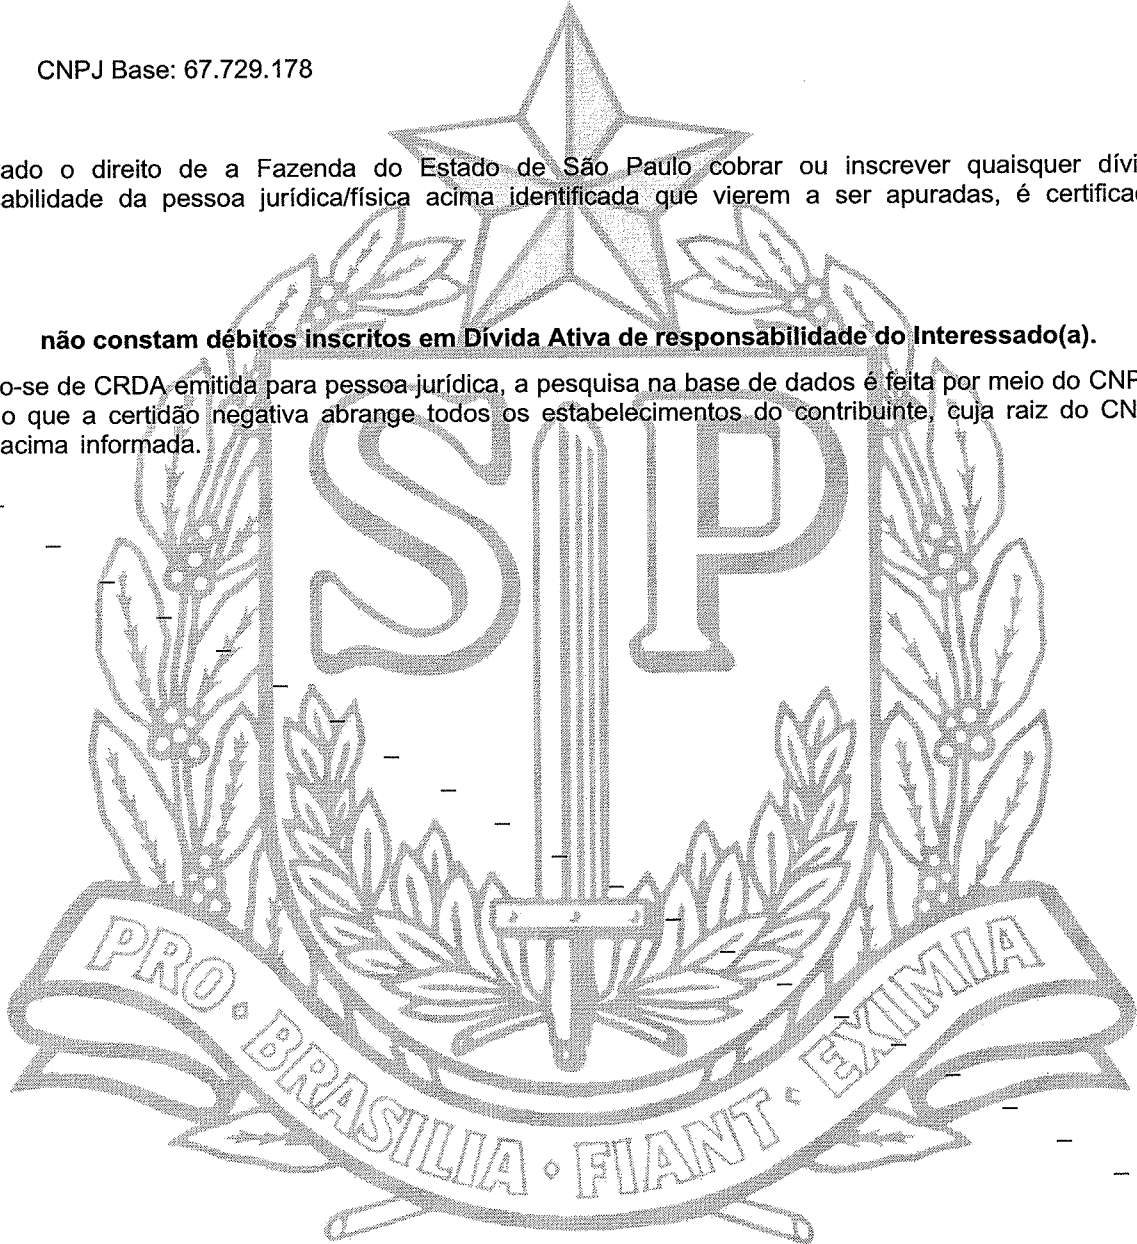 CNPJ Base: 67.729.178
ado o direito de a Fazenda do Estado de São Paulo cobrar ou inscrever quaisquer dívi
abilidade da pessoa jurídica/física acima identificada que vierem a ser apuradas, é certifica
não constam débitos inscritos em Dívida Ativa de responsabilidade do Interessado(a).
o-se de CRDA emitida para pessoa jurídica, a pesquisa na base de dados é feita por meio do CNP
o que a certidão negativa abrange todos os estabelecimentos do contribuinte, cuja raiz do CN
acima informada.
SP
PRO · BRASILIA · FIANT · EXIMIA